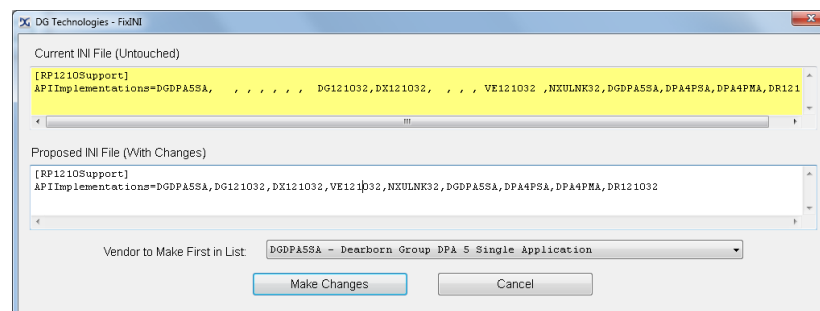 DG Technologies - FixINI
Current INI File (Untouched)
[RP1210Support]
APIImplementations=DGDPA5SA,   , , , , , ,  DG121032,DX121032,  , , , VE121032 ,NXULNK32,DGDPA5SA,DPA4PSA,DPA4PMA,DR121
Proposed INI File (With Changes)
[RP1210Support]
APIImplementations=DGDPA5SA,DG121032,DX121032,VE121032,NXULNK32,DGDPA5SA,DPA4PSA,DPA4PMA,DR121032
Vendor to Make First in List:
DGDPA5SA - Dearborn Group DPA 5 Single Application
Make Changes
Cancel